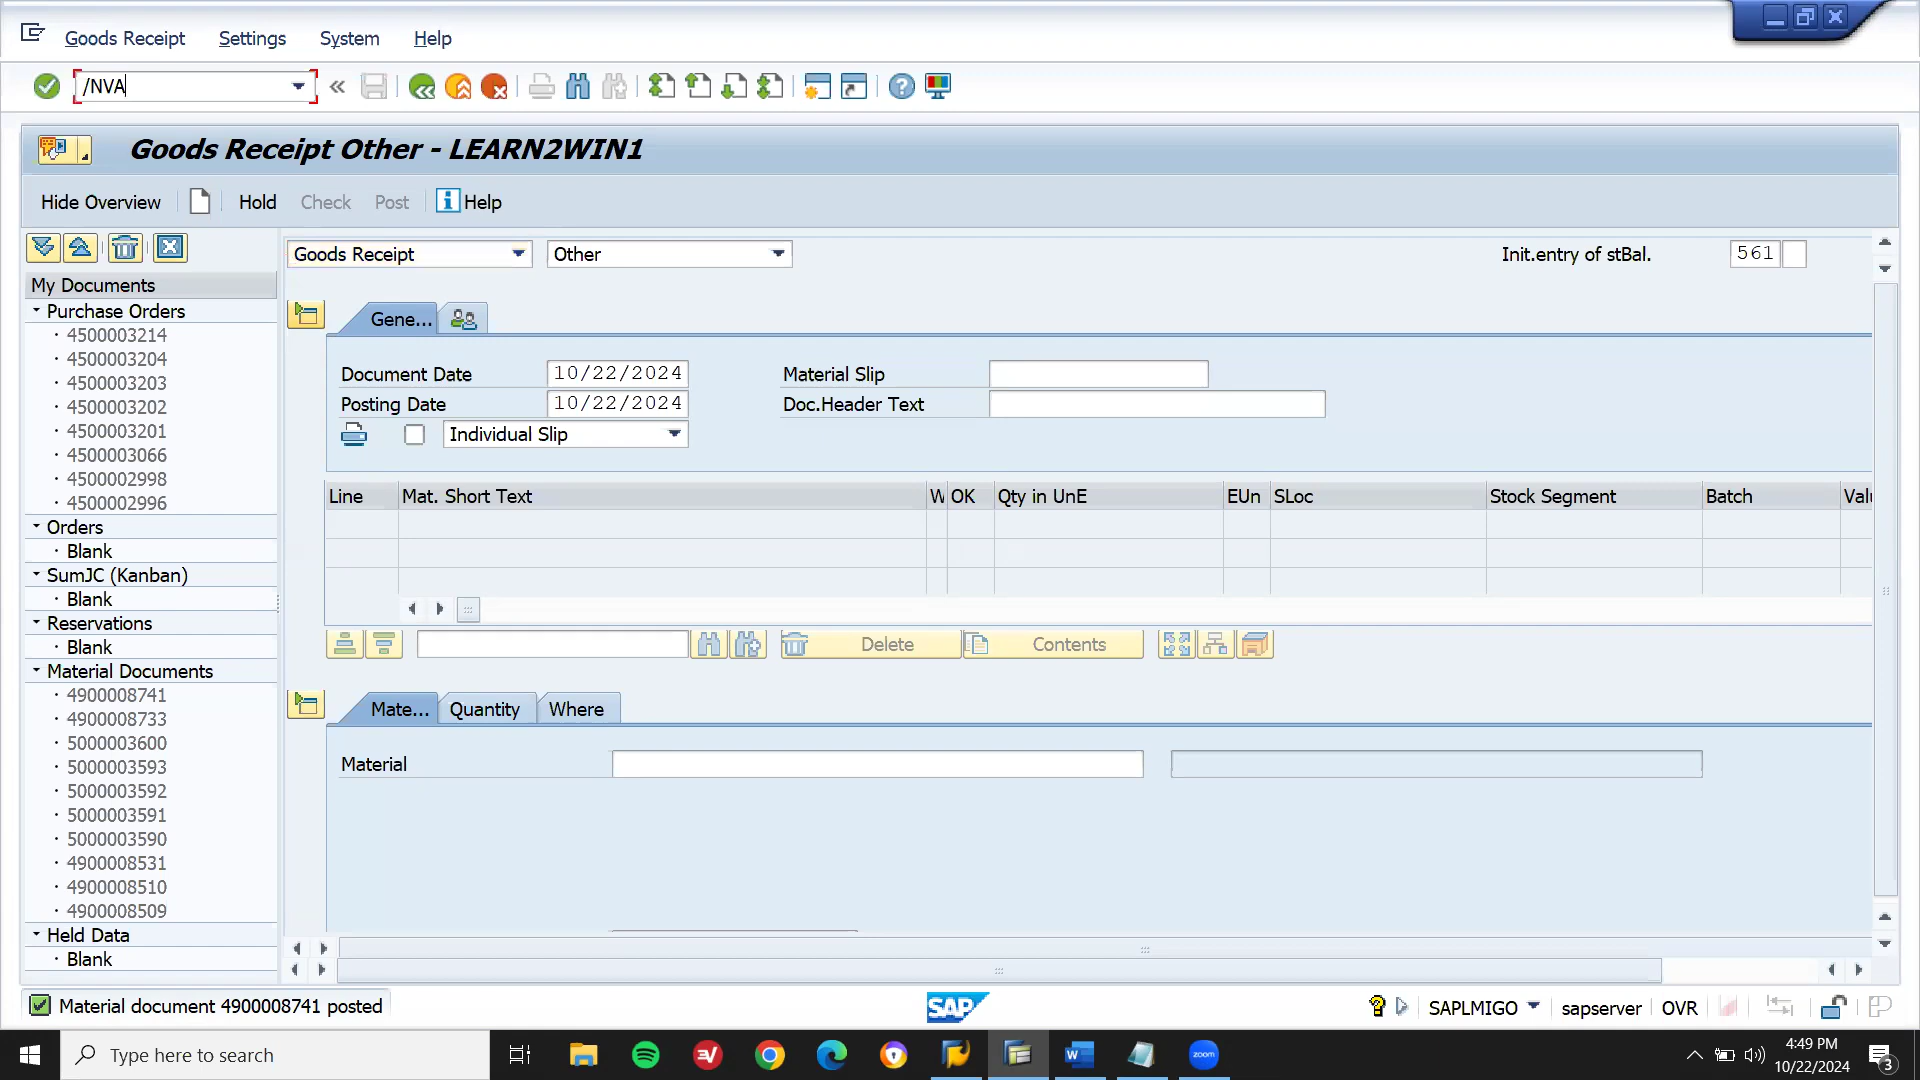 Goods Receipt Settings System Help
/NVA
Goods Receipt Other - LEARN2WIN1
Hide Overview Hold Check Post Help
Goods Receipt Other Init.entry of stBal. 561
My Documents
Purchase Orders
4500003214
4500003204
4500003203
4500003202
4500003201
4500003066
4500002998
4500002996
Orders
Blank
SumJC (Kanban)
Blank
Reservations
Blank
Material Documents
4900008741
4900008733
5000003600
5000003593
5000003592
5000003591
5000003590
4900008531
4900008510
4900008509
Held Data
Blank
Gene...
Document Date 10/22/2024 Material Slip
Posting Date 10/22/2024 Doc.Header Text
Individual Slip
Line Mat. Short Text W OK Qty in UnE EUn SLoc Stock Segment Batch Valu
Delete Contents
Mate... Quantity Where
Material
Material document 4900008741 posted SAP SAPLMIGO sapserver OVR
Type here to search zoom 4:49 PM
10/22/2024 3